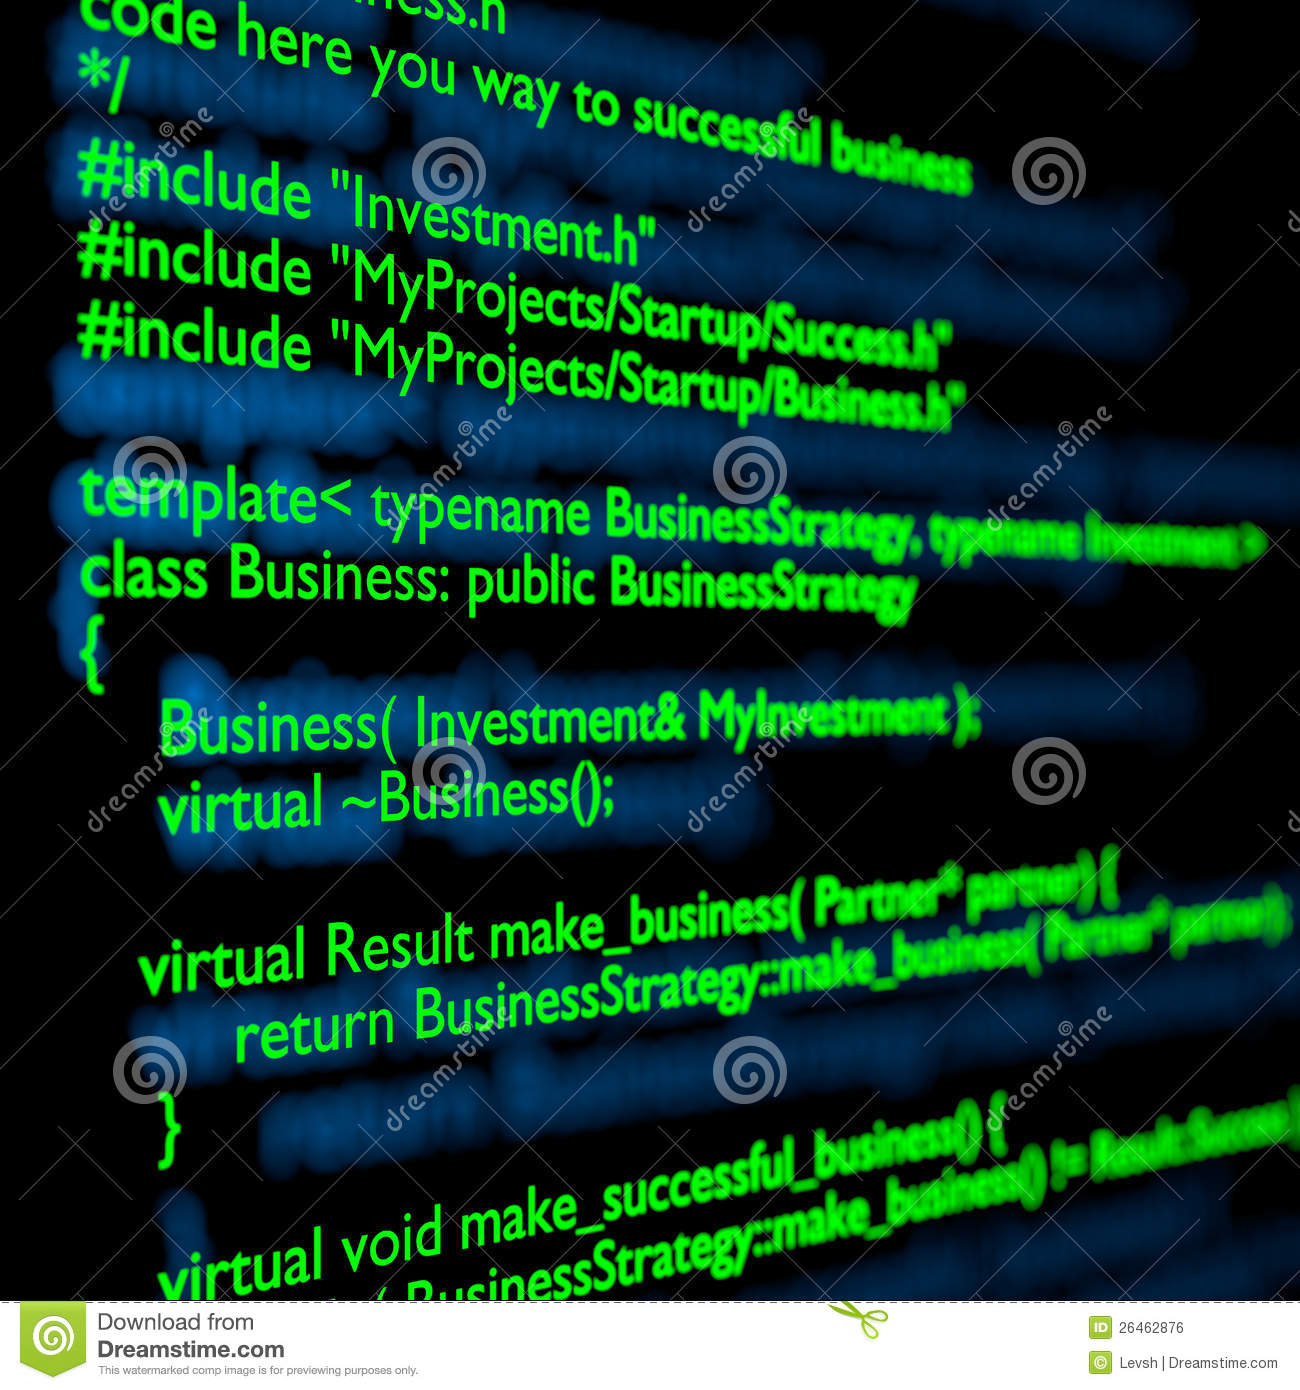 ness.h
code here you way to successful business
*/
#include "Investment.h"
#include "MyProjects/Startup/Success.h"
#include "MyProjects/Startup/Business.h"
template< typename BusinessStrategy, typename Investment >
class Business: public BusinessStrategy
{
Business( Investment& MyInvestment );
virtual ~Business();
virtual Result make_business( Partner* partner) {
return BusinessStrategy::make_business( Partner* partner);
}
virtual void make_successful_business() {
( BusinessStrategy::make_business() != Result::Success
Download from
Dreamstime.com
This watermarked comp image is for previewing purposes only.
ID 26462876
© Levsh | Dreamstime.com